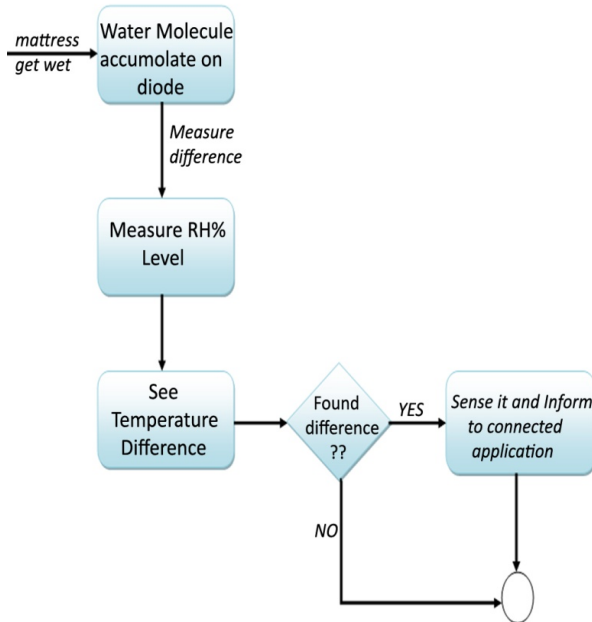 mattress
get wet
Water Molecule
accumolate on
diode
Measure
difference
Measure RH%
Level
See
Temperature
Difference
Found
difference
??
YES
Sense it and Inform
to connected
application
NO